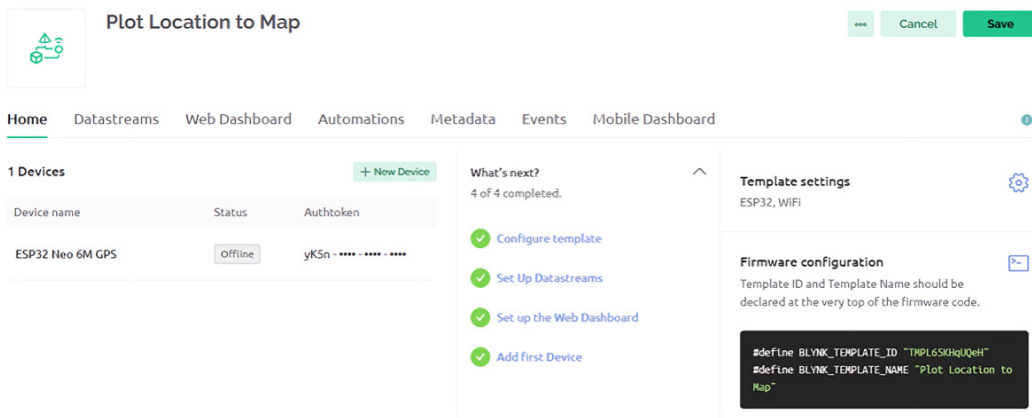 Plot Location to Map
Cancel
Save
Home
Datastreams
Web Dashboard
Automations
Metadata
Events
Mobile Dashboard
1 Devices
+ New Device
Device name
Status
Authtoken
ESP32 Neo 6M GPS
Offline
yK5n - •••• - •••• - ••••
What's next?
4 of 4 completed.
Configure template
Set Up Datastreams
Set up the Web Dashboard
Add first Device
Template settings
ESP32, WiFi
Firmware configuration
Template ID and Template Name should be
declared at the very top of the firmware code.
#define BLYNK_TEMPLATE_ID "TMPL65KHqUQeH"
#define BLYNK_TEMPLATE_NAME "Plot Location to
Map"